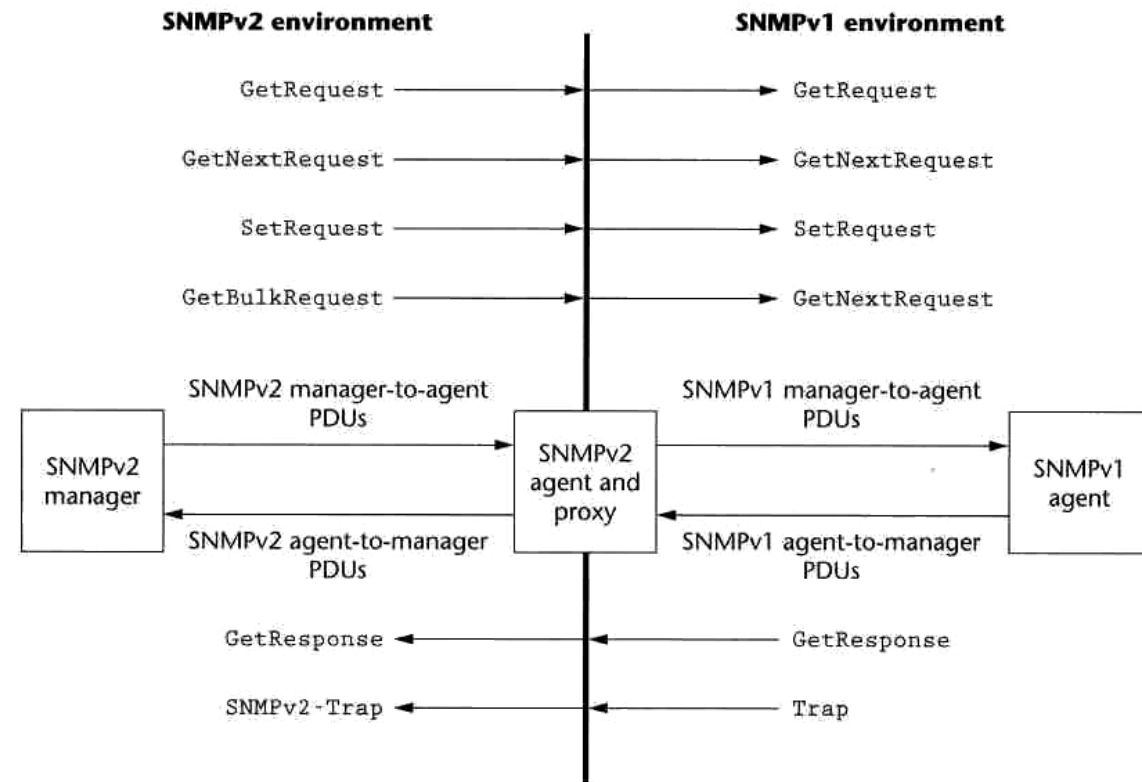 SNMPv2 environment
SNMPv1 environment
GetRequest
GetRequest
GetNextRequest
GetNextRequest
SetRequest
SetRequest
GetBulkRequest
GetNextRequest
SNMPv2 manager-to-agent
PDUs
SNMPv1 manager-to-agent
PDUs
SNMPv2
manager
SNMPv2
agent and
proxy
SNMPv1
agent
SNMPv2 agent-to-manager
PDUs
SNMPv1 agent-to-manager
PDUs
GetResponse
GetResponse
SNMPv2-Trap
Trap